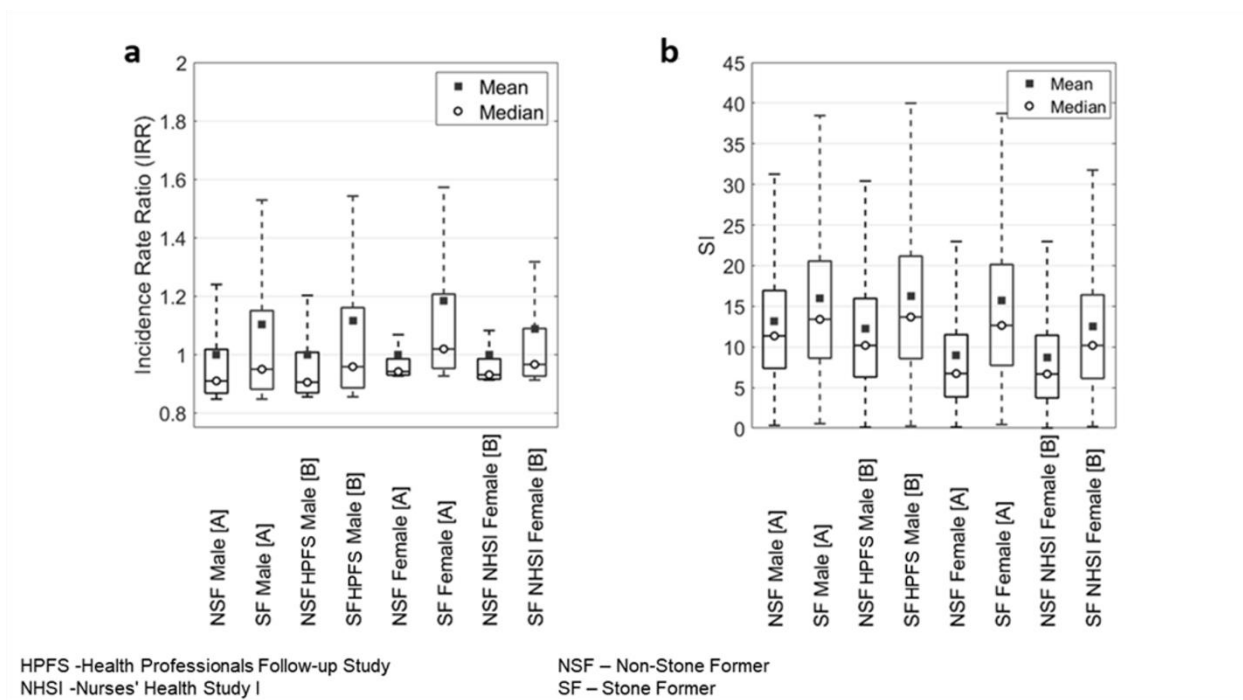 a
Incidence Rate Ratio (IRR)
2
1.8
1.6
1.4
1.2
1
0.8
Mean
Median
NSF Male [A]
SF Male [A]
NSF HPFS Male [B]
SFHPFS Male [B]
NSF Female [A]
SF Female [A]
NSF NHSI Female [B]
SF NHSI Female [B]
b
SI
45
40
35
30
25
20
15
10
5
0
Mean
Median
NSF Male [A]
SF Male [A]
NSF HPFS Male [B]
SFHPFS Male [B]
NSF Female [A]
SF Female [A]
NSF NHSI Female [B]
SF NHSI Female [B]
HPFS -Health Professionals Follow-up Study
NHSI -Nurses' Health Study I
NSF – Non-Stone Former
SF – Stone Former